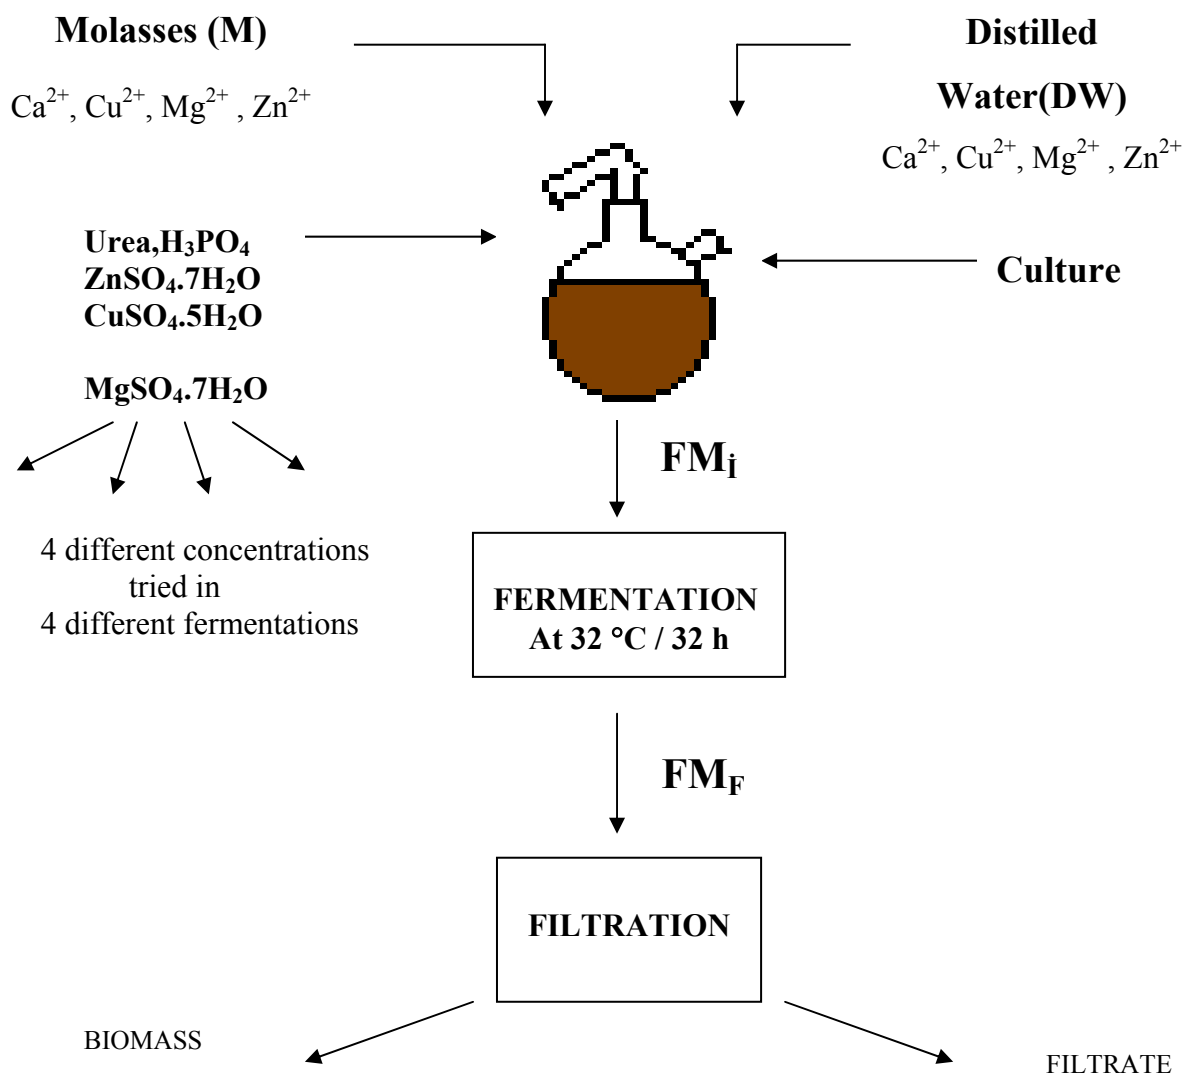 Molasses (M)
Ca²⁺, Cu²⁺, Mg²⁺ , Zn²⁺
Distilled
Water(DW)
Ca²⁺, Cu²⁺, Mg²⁺ , Zn²⁺
Urea,H₃PO₄
ZnSO₄.7H₂O
CuSO₄.5H₂O
MgSO₄.7H₂O
Culture
4 different concentrations
tried in
4 different fermentations
FMİ
FERMENTATION
At 32 °C / 32 h
FM_F
FILTRATION
BIOMASS
FILTRATE